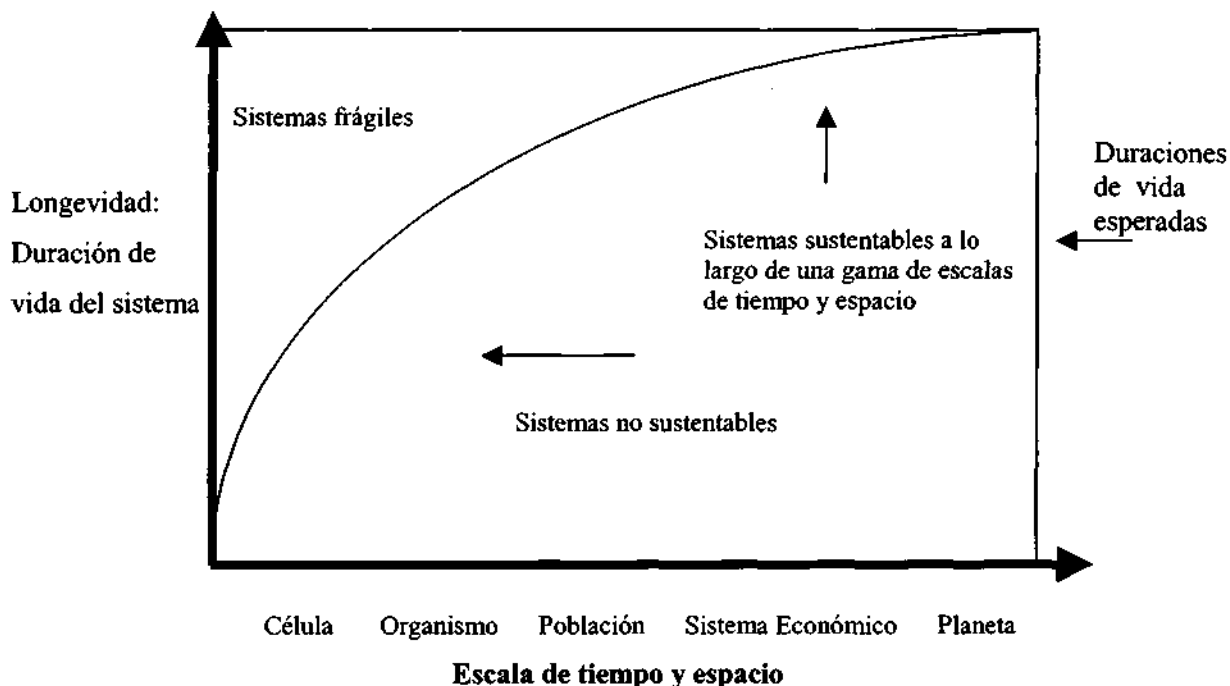 Sistemas frágiles
Longevidad:
Duración de
vida del sistema
Duraciones
de vida
esperadas
Sistemas sustentables a lo
largo de una gama de escalas
de tiempo y espacio
Sistemas no sustentables
Célula Organismo Población Sistema Económico Planeta
Escala de tiempo y espacio